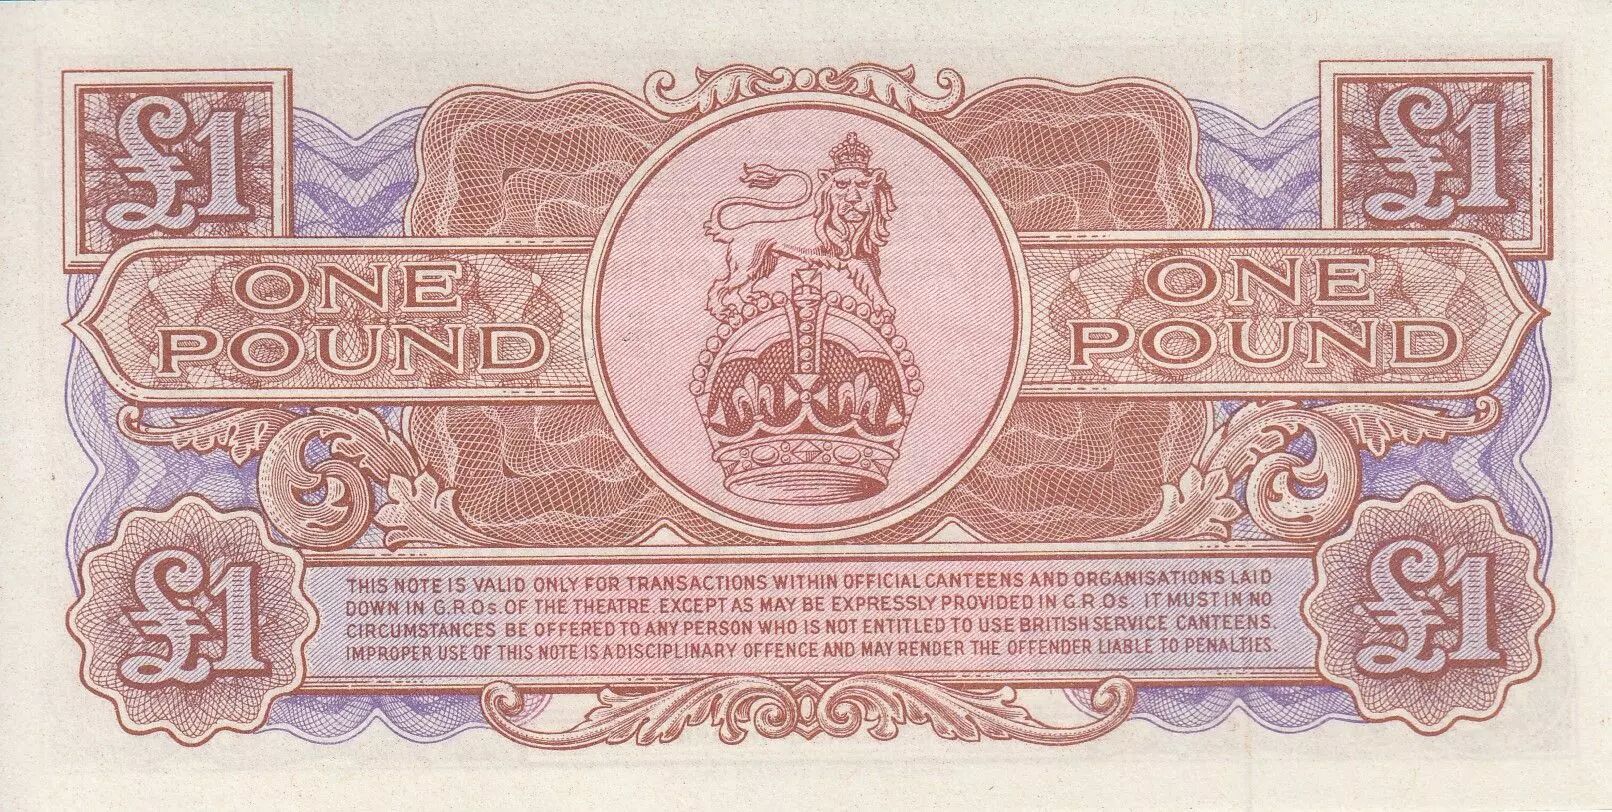 £1 £1
ONE ONE
POUND POUND
THIS NOTE IS VALID ONLY FOR TRANSACTIONS WITHIN OFFICIAL CANTEENS AND ORGANISATIONS LAID
DOWN IN G.R.Os. OF THE THEATRE. EXCEPT AS MAY BE EXPRESSLY PROVIDED IN G.R.Os. IT MUST IN NO
CIRCUMSTANCES BE OFFERED TO ANY PERSON WHO IS NOT ENTITLED TO USE BRITISH SERVICE CANTEENS.
IMPROPER USE OF THIS NOTE IS A DISCIPLINARY OFFENCE AND MAY RENDER THE OFFENDER LIABLE TO PENALTIES.
£1 £1